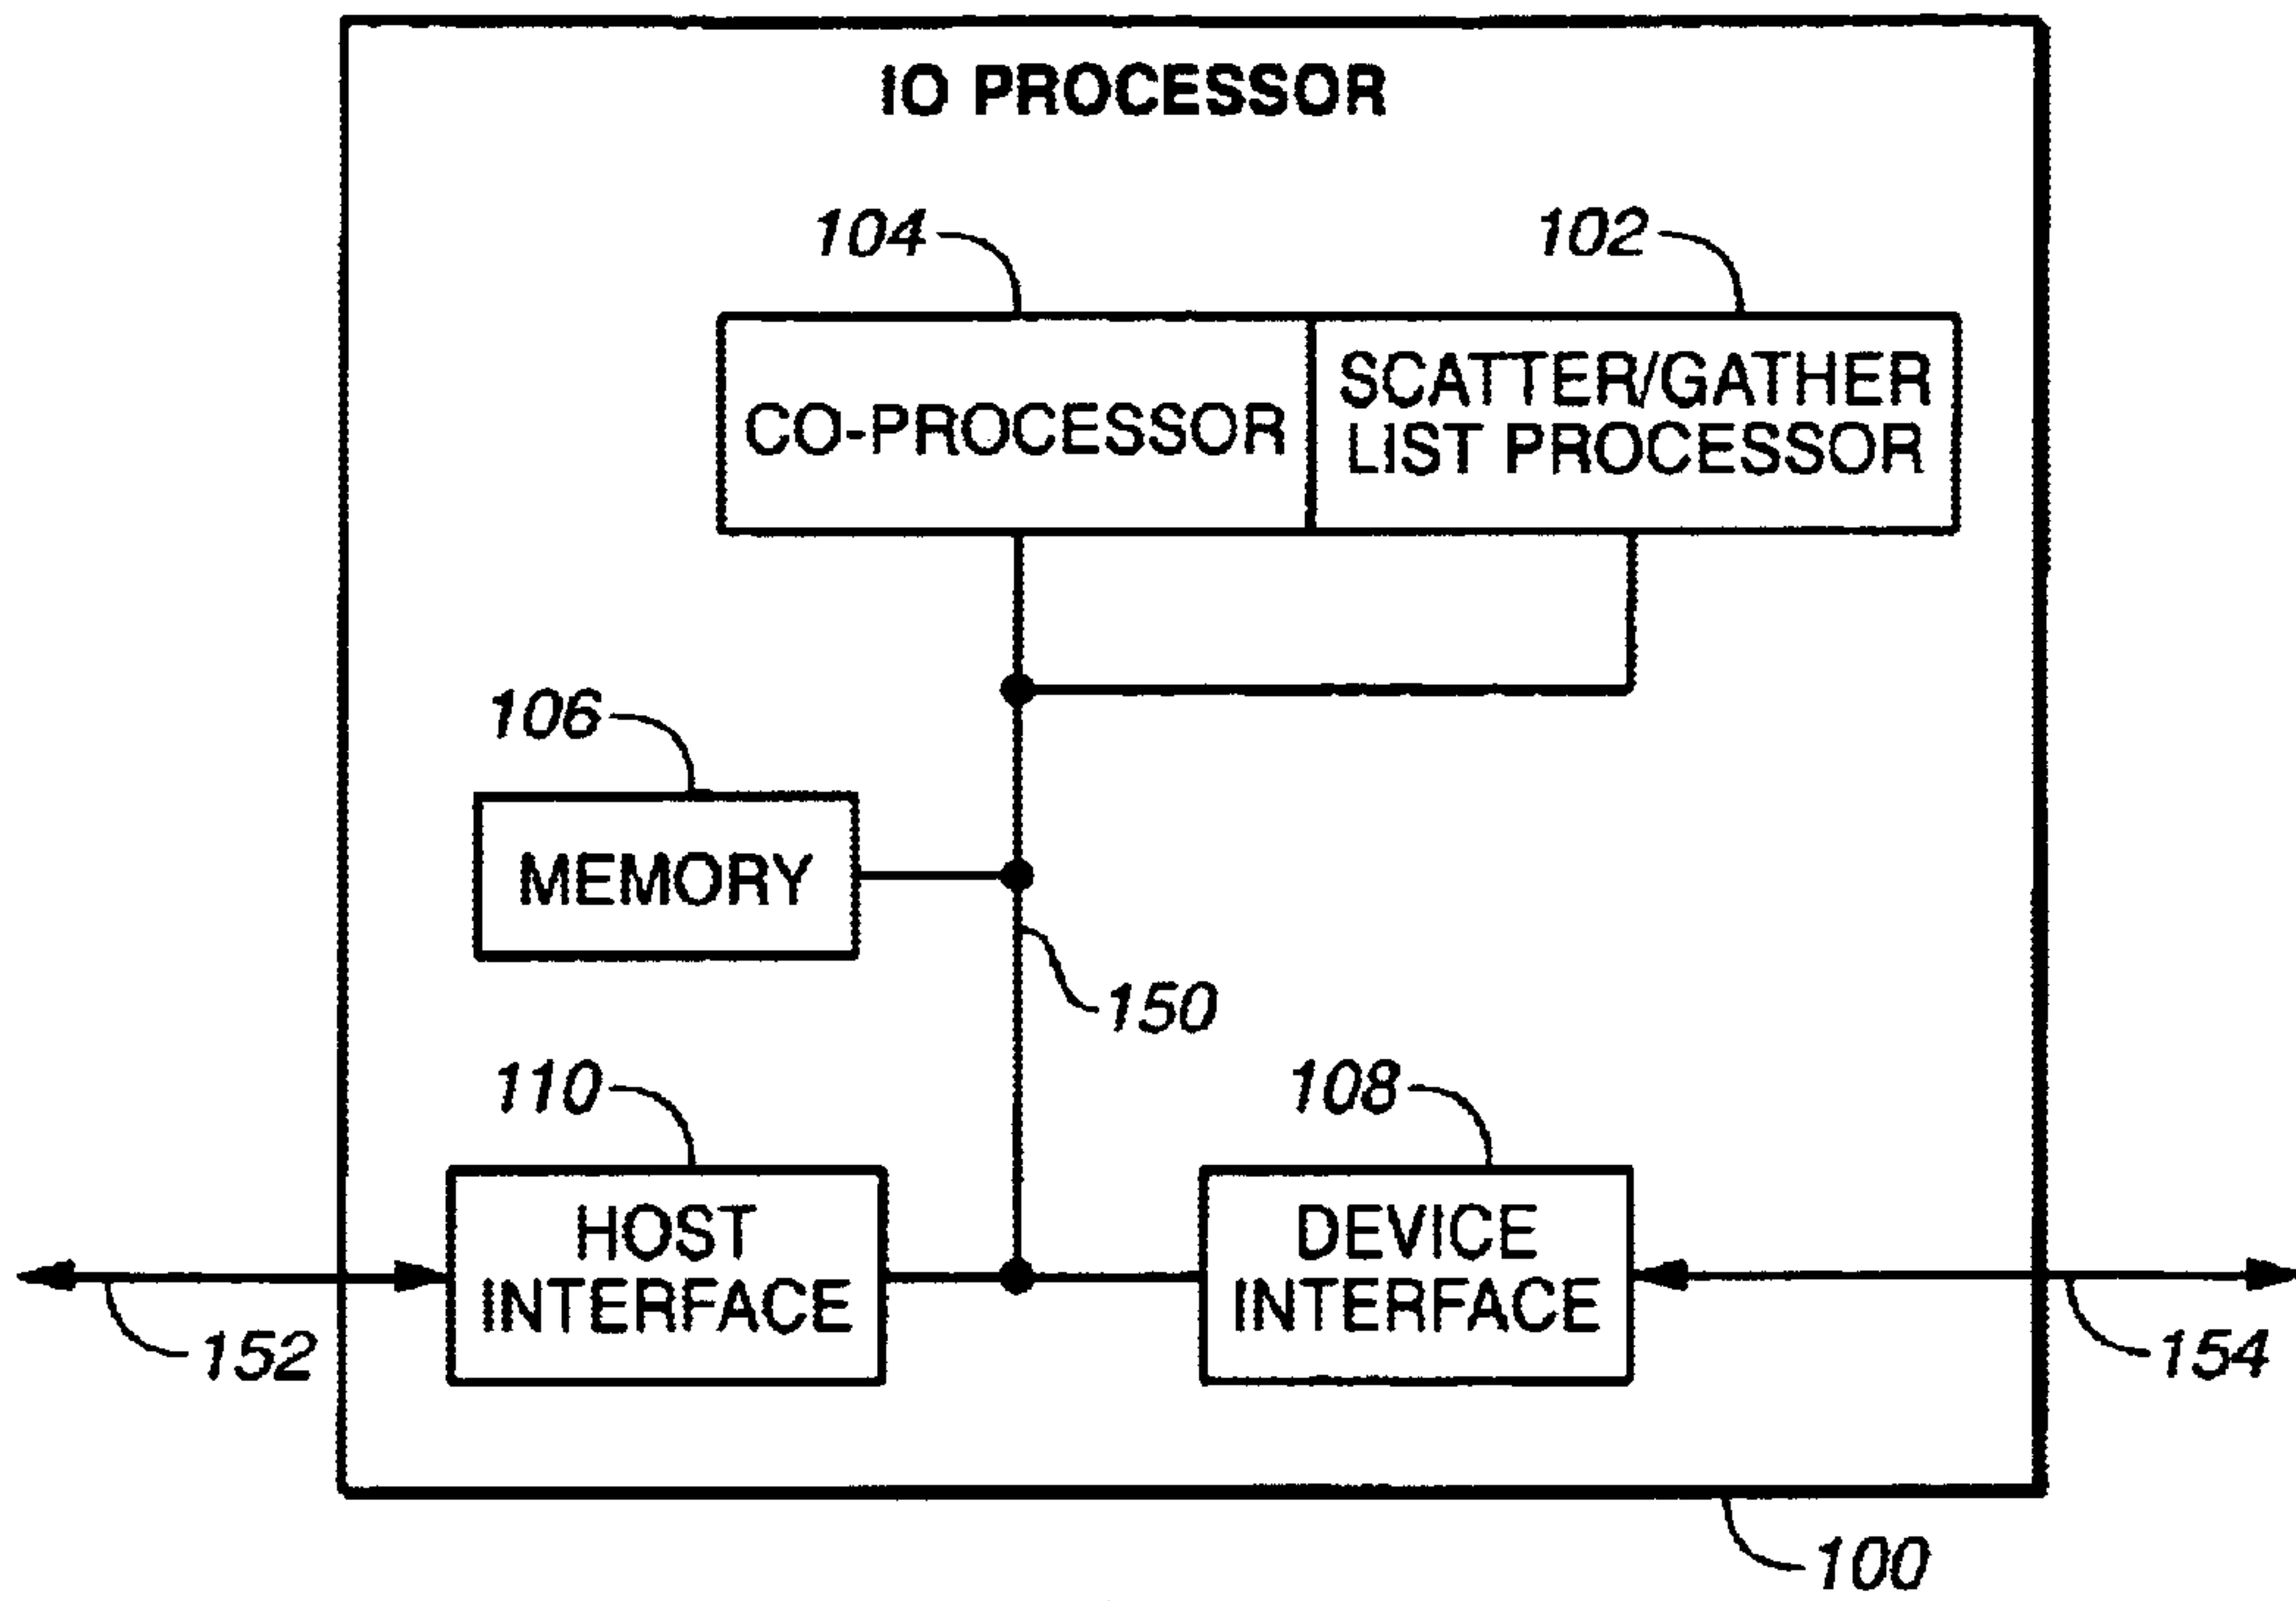 IO PROCESSOR
104
102
CO-PROCESSOR
SCATTER/GATHER
LIST PROCESSOR
106
MEMORY
150
110
108
HOST
INTERFACE
DEVICE
INTERFACE
152
154
100